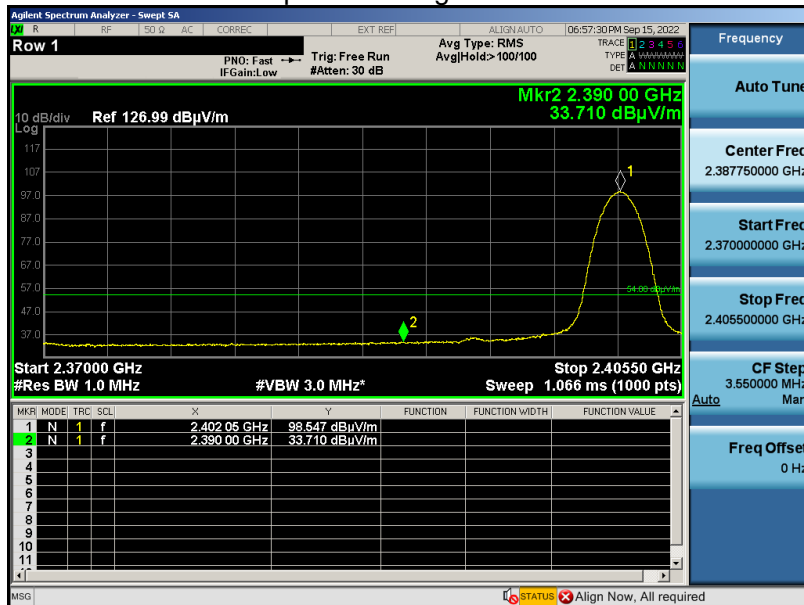 Agilent Spectrum Analyzer - Swept SA
R RF 50 Ω AC CORREC EXT REF ALIGN AUTO 06:57:30 PM Sep 15, 2022
Row 1
PNO: Fast
IFGain:Low
Trig: Free Run
#Atten: 30 dB
Avg Type: RMS
Avg|Hold:>100/100
TRACE 1 2 3 4 5 6
TYPE A
DET A N N N N N
Mkr2 2.390 00 GHz
33.710 dBµV/m
10 dB/div Ref 126.99 dBµV/m
Log
117
107
97.0
87.0
77.0
67.0
57.0
47.0
37.0
1
2
54.00 dBµV/m
Start 2.37000 GHz Stop 2.40550 GHz
#Res BW 1.0 MHz #VBW 3.0 MHz* Sweep 1.066 ms (1000 pts)
MKR MODE TRC SCL X Y FUNCTION FUNCTION WIDTH FUNCTION VALUE
1 N 1 f 2.402 05 GHz 98.547 dBµV/m
2 N 1 f 2.390 00 GHz 33.710 dBµV/m
3
4
5
6
7
8
9
10
11
MSG STATUS Align Now, All required
Frequency
Auto Tune
Center Freq
2.387750000 GHz
Start Freq
2.370000000 GHz
Stop Freq
2.405500000 GHz
CF Step
3.550000 MHz
Auto Man
Freq Offset
0 Hz